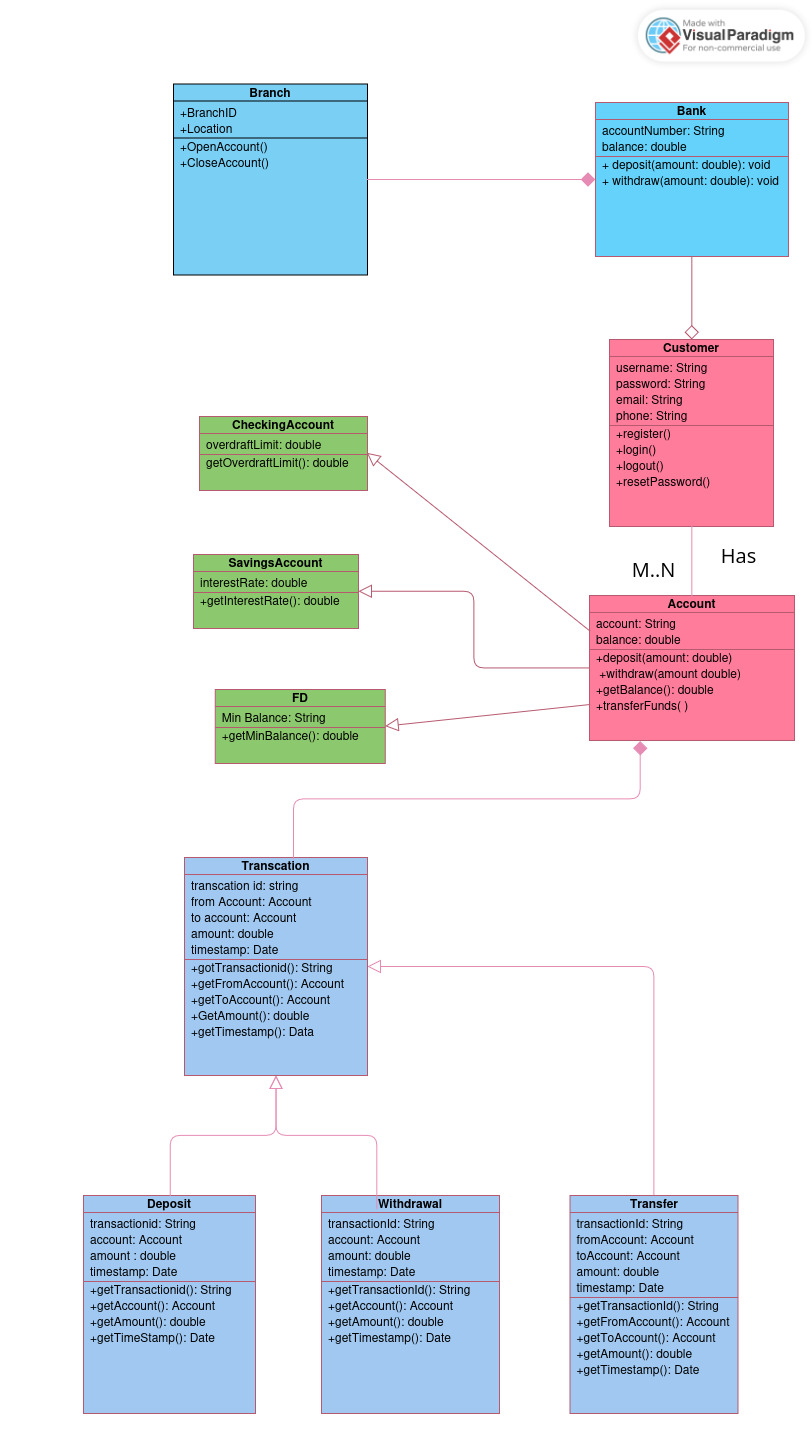 Made with
VisualParadigm
For non-commercial use
Branch
+BranchID
+Location
+OpenAccount()
+CloseAccount()
Bank
accountNumber: String
balance: double
+ deposit(amount: double): void
+ withdraw(amount: double): void
Customer
username: String
password: String
email: String
phone: String
+register()
+login()
+logout()
+resetPassword()
CheckingAccount
overdraftLimit: double
getOverdraftLimit(): double
SavingsAccount
interestRate: double
+getInterestRate(): double
Has
M..N
Account
account: String
balance: double
+deposit(amount: double)
+withdraw(amount double)
+getBalance(): double
+transferFunds( )
FD
Min Balance: String
+getMinBalance(): double
Transcation
transcation id: string
from Account: Account
to account: Account
amount: double
timestamp: Date
+gotTransactionid(): String
+getFromAccount(): Account
+getToAccount(): Account
+GetAmount(): double
+getTimestamp(): Data
Deposit
transactionid: String
account: Account
amount : double
timestamp: Date
+getTransactionid(): String
+getAccount(): Account
+getAmount(): double
+getTimeStamp(): Date
Withdrawal
transactionId: String
account: Account
amount: double
timestamp: Date
+getTransactionId(): String
+getAccount(): Account
+getAmount(): double
+getTimestamp(): Date
Transfer
transactionId: String
fromAccount: Account
toAccount: Account
amount: double
timestamp: Date
+getTransactionId(): String
+getFromAccount(): Account
+getToAccount(): Account
+getAmount(): double
+getTimestamp(): Date